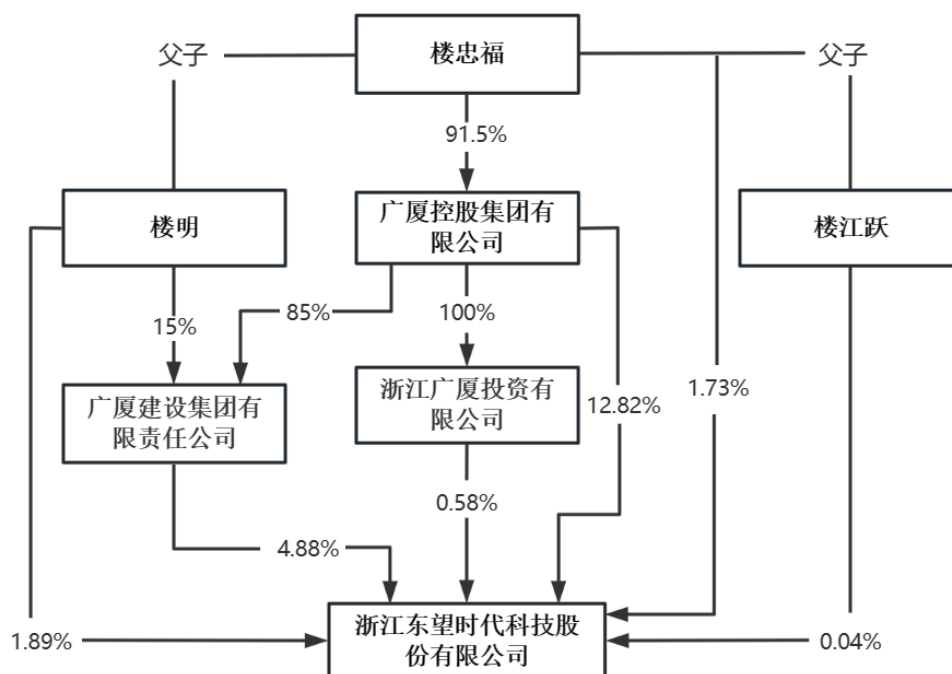 父子
楼忠福
父子
91.5%
楼明
广厦控股集团有
限公司
楼江跃
15%
85%
100%
广厦建设集团有
限责任公司
浙江广厦投资有
限公司
12.82%
1.73%
0.58%
4.88%
1.89%
浙江东望时代科技股
份有限公司
0.04%